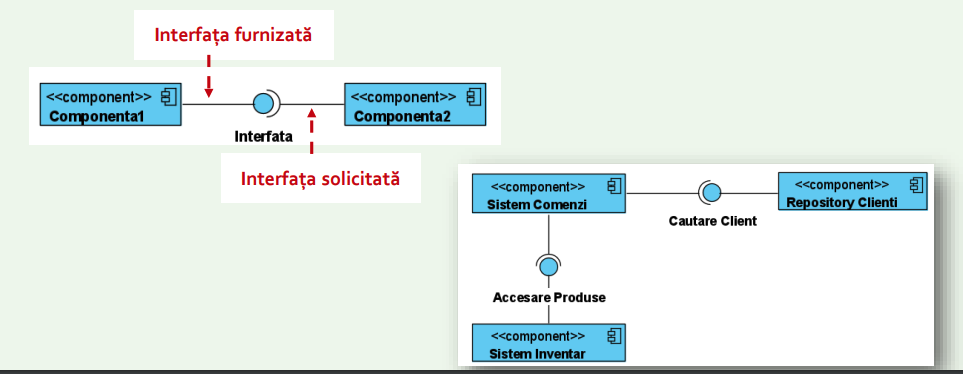 Interfața furnizată
<<component>>
Componenta1
<<component>>
Componenta2
Interfata
Interfața solicitată
<<component>>
Sistem Comenzi
<<component>>
Repository Clienti
Cautare Client
Accesare Produse
<<component>>
Sistem Inventar